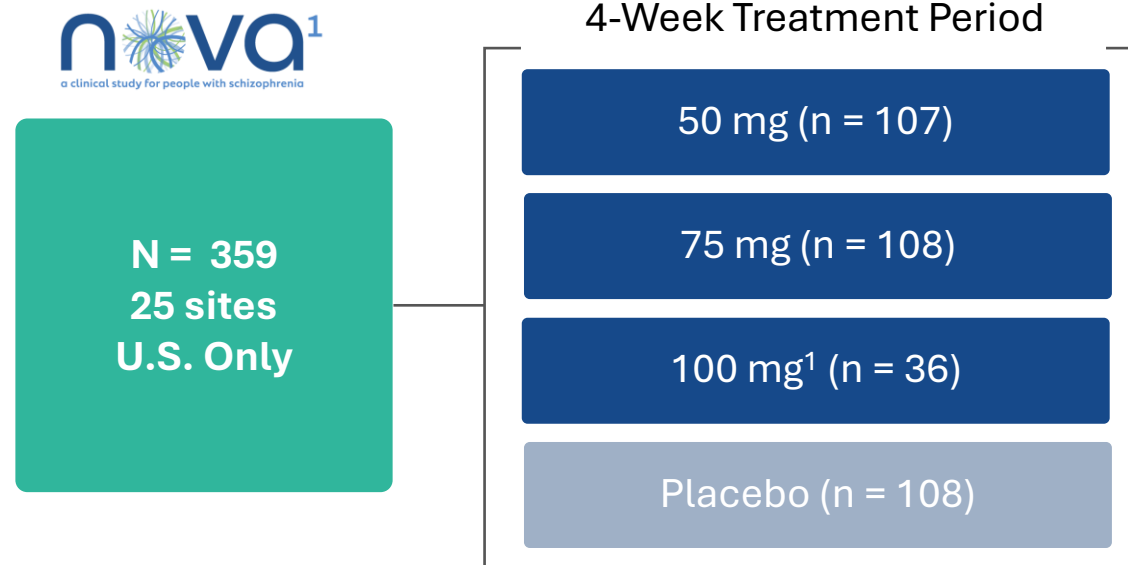 nova¹
a clinical study for people with schizophrenia
4-Week Treatment Period
N =  359
25 sites
U.S. Only
50 mg (n = 107)
75 mg (n = 108)
100 mg¹ (n = 36)
Placebo (n = 108)